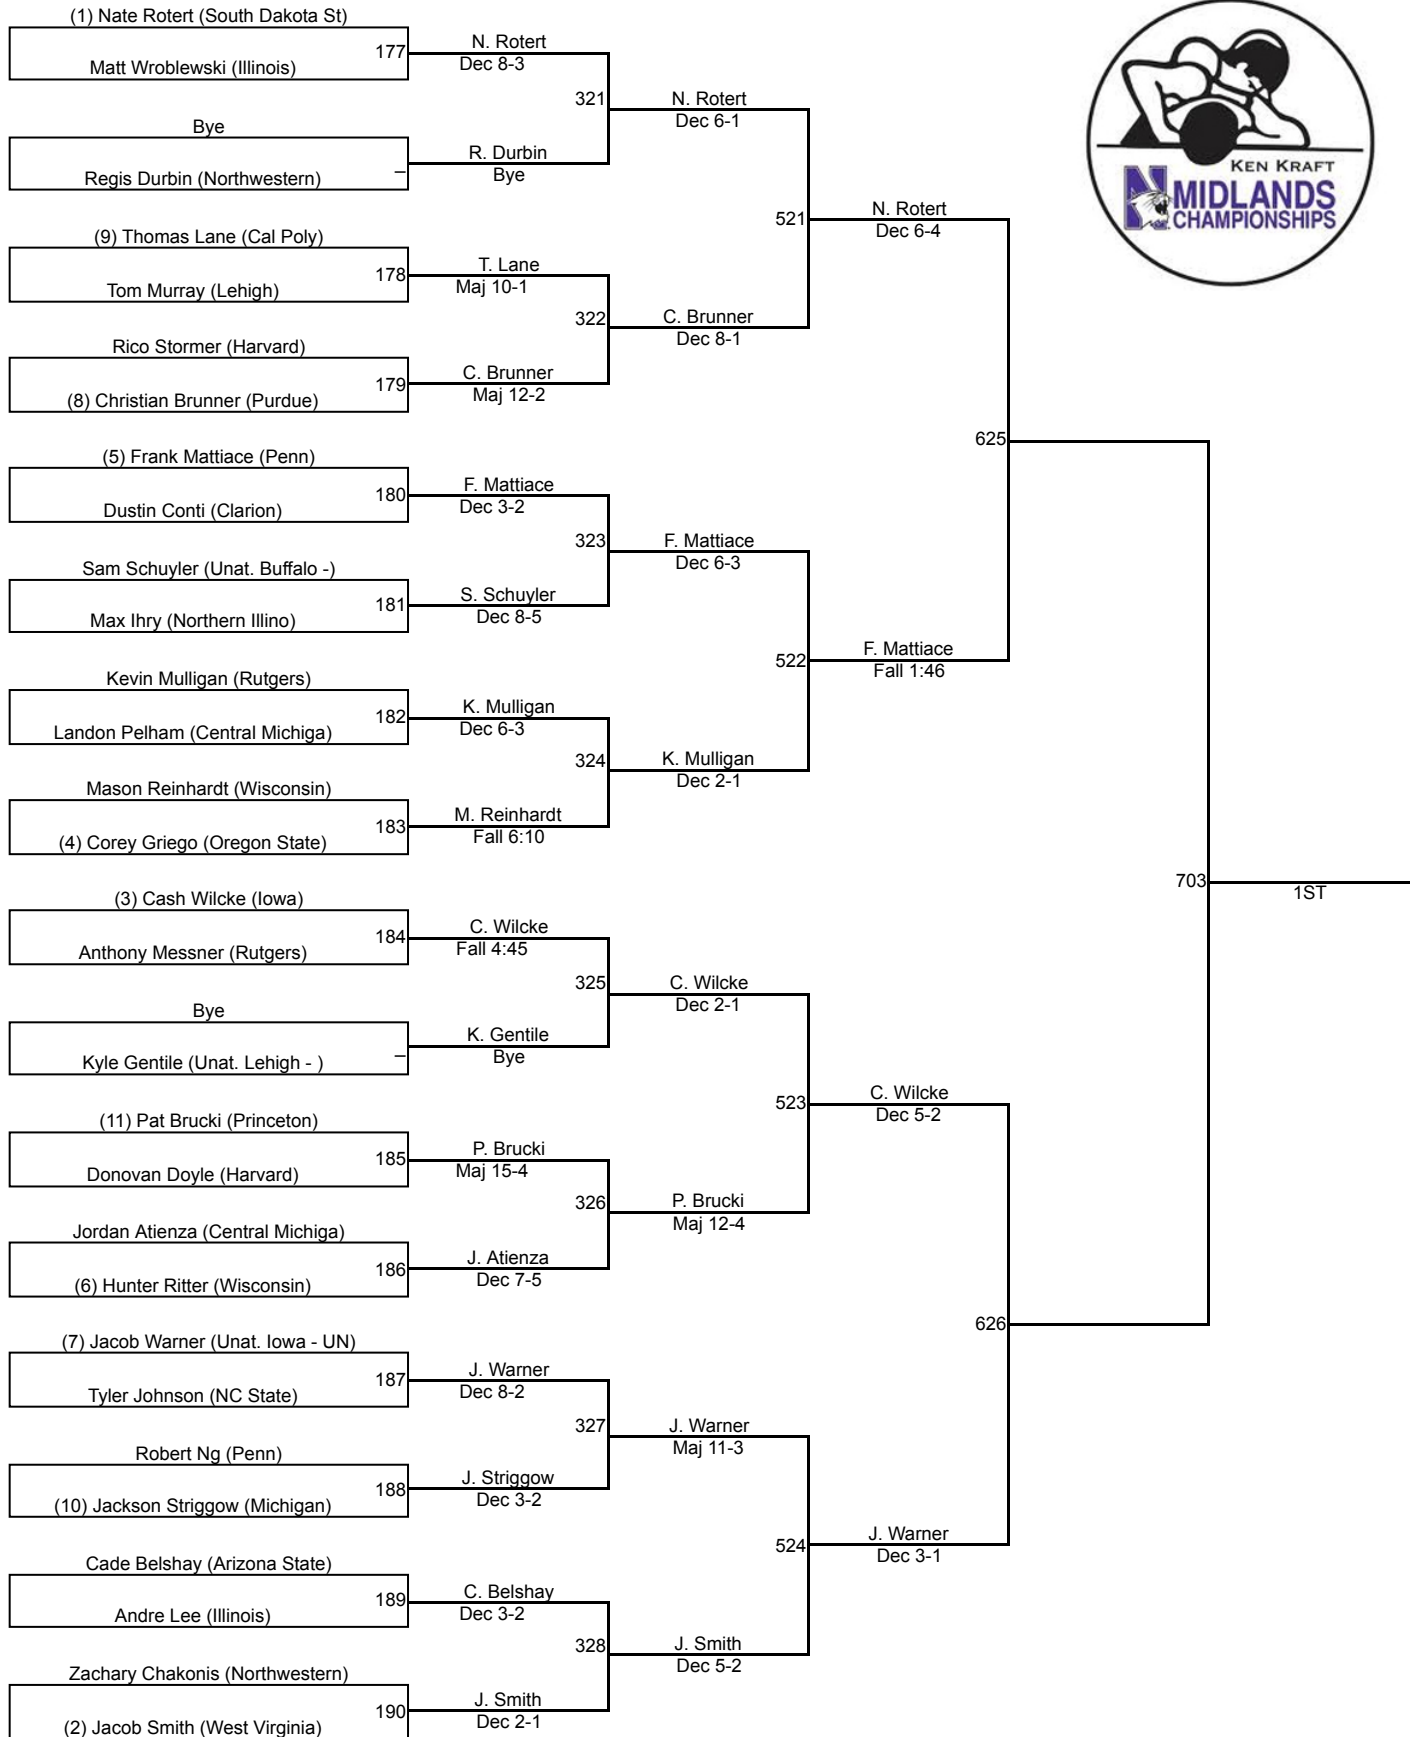 (1) Nate Rotert (South Dakota St)
177
Matt Wroblewski (Illinois)
N. Rotert
Dec 8-3
321
Bye
–
Regis Durbin (Northwestern)
R. Durbin
Bye
N. Rotert
Dec 6-1
(9) Thomas Lane (Cal Poly)
178
Tom Murray (Lehigh)
T. Lane
Maj 10-1
322
Rico Stormer (Harvard)
179
(8) Christian Brunner (Purdue)
C. Brunner
Maj 12-2
C. Brunner
Dec 8-1
521
N. Rotert
Dec 6-4
(5) Frank Mattiace (Penn)
180
Dustin Conti (Clarion)
F. Mattiace
Dec 3-2
323
Sam Schuyler (Unat. Buffalo -)
181
Max Ihry (Northern Illino)
S. Schuyler
Dec 8-5
F. Mattiace
Dec 6-3
Kevin Mulligan (Rutgers)
182
Landon Pelham (Central Michiga)
K. Mulligan
Dec 6-3
324
Mason Reinhardt (Wisconsin)
183
(4) Corey Griego (Oregon State)
M. Reinhardt
Fall 6:10
K. Mulligan
Dec 2-1
522
F. Mattiace
Fall 1:46
625
(3) Cash Wilcke (Iowa)
184
Anthony Messner (Rutgers)
C. Wilcke
Fall 4:45
325
Bye
–
Kyle Gentile (Unat. Lehigh - )
K. Gentile
Bye
C. Wilcke
Dec 2-1
(11) Pat Brucki (Princeton)
185
Donovan Doyle (Harvard)
P. Brucki
Maj 15-4
326
Jordan Atienza (Central Michiga)
186
(6) Hunter Ritter (Wisconsin)
J. Atienza
Dec 7-5
P. Brucki
Maj 12-4
523
C. Wilcke
Dec 5-2
(7) Jacob Warner (Unat. Iowa - UN)
187
Tyler Johnson (NC State)
J. Warner
Dec 8-2
327
Robert Ng (Penn)
188
(10) Jackson Striggow (Michigan)
J. Striggow
Dec 3-2
J. Warner
Maj 11-3
Cade Belshay (Arizona State)
189
Andre Lee (Illinois)
C. Belshay
Dec 3-2
328
Zachary Chakonis (Northwestern)
190
(2) Jacob Smith (West Virginia)
J. Smith
Dec 2-1
J. Smith
Dec 5-2
524
J. Warner
Dec 3-1
626
703
1ST
KEN KRAFT
N
MIDLANDS
CHAMPIONSHIPS